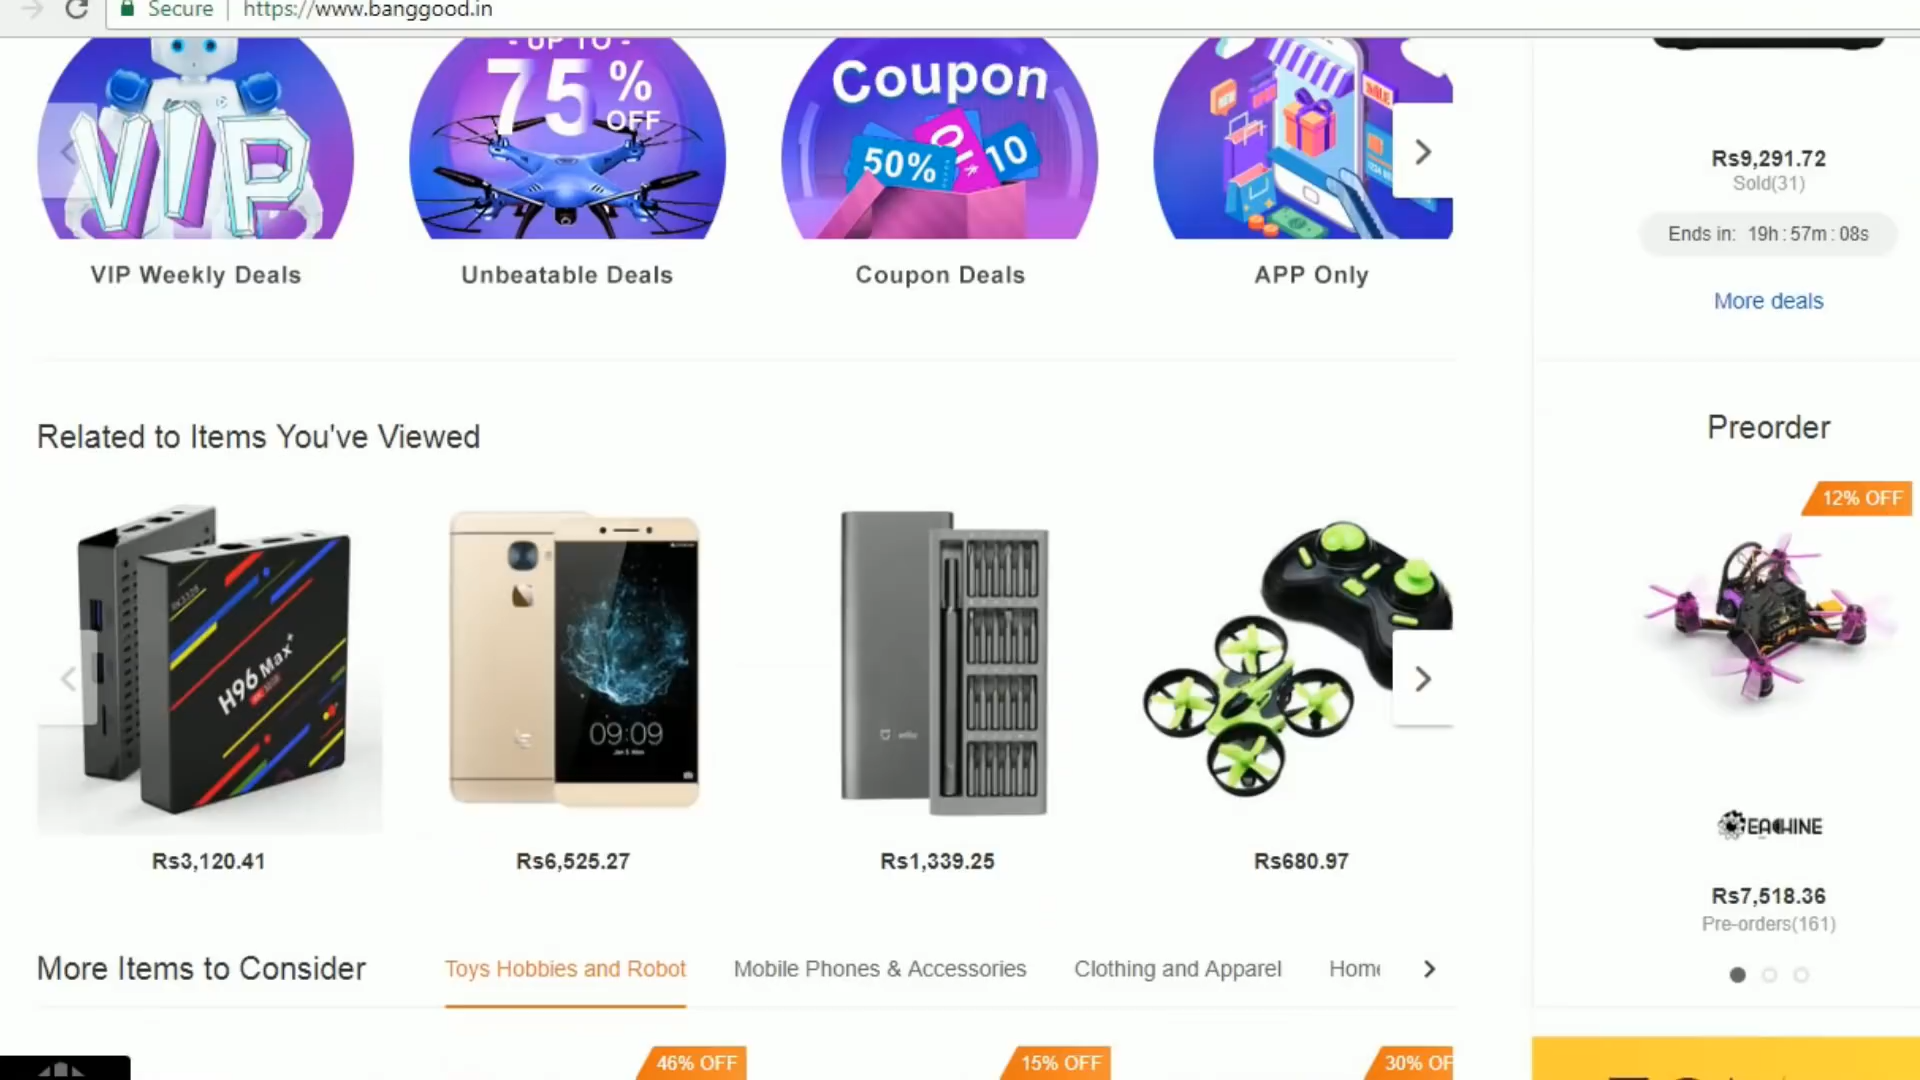 Secure
https://www.banggood.in
VIP
- UP TO -
75 % OFF
Coupon
50%
10
SALE
VIP Weekly Deals
Unbeatable Deals
Coupon Deals
APP Only
Rs9,291.72
Sold(31)
Ends in: 19h : 57m : 08s
More deals
Related to Items You've Viewed
Preorder
12% OFF
RK3328
H96 Max+
09:09
EACHINE
Rs3,120.41
Rs6,525.27
Rs1,339.25
Rs680.97
Rs7,518.36
Pre-orders(161)
More Items to Consider
Toys Hobbies and Robot
Mobile Phones & Accessories
Clothing and Apparel
Home
46% OFF
15% OFF
30% OF